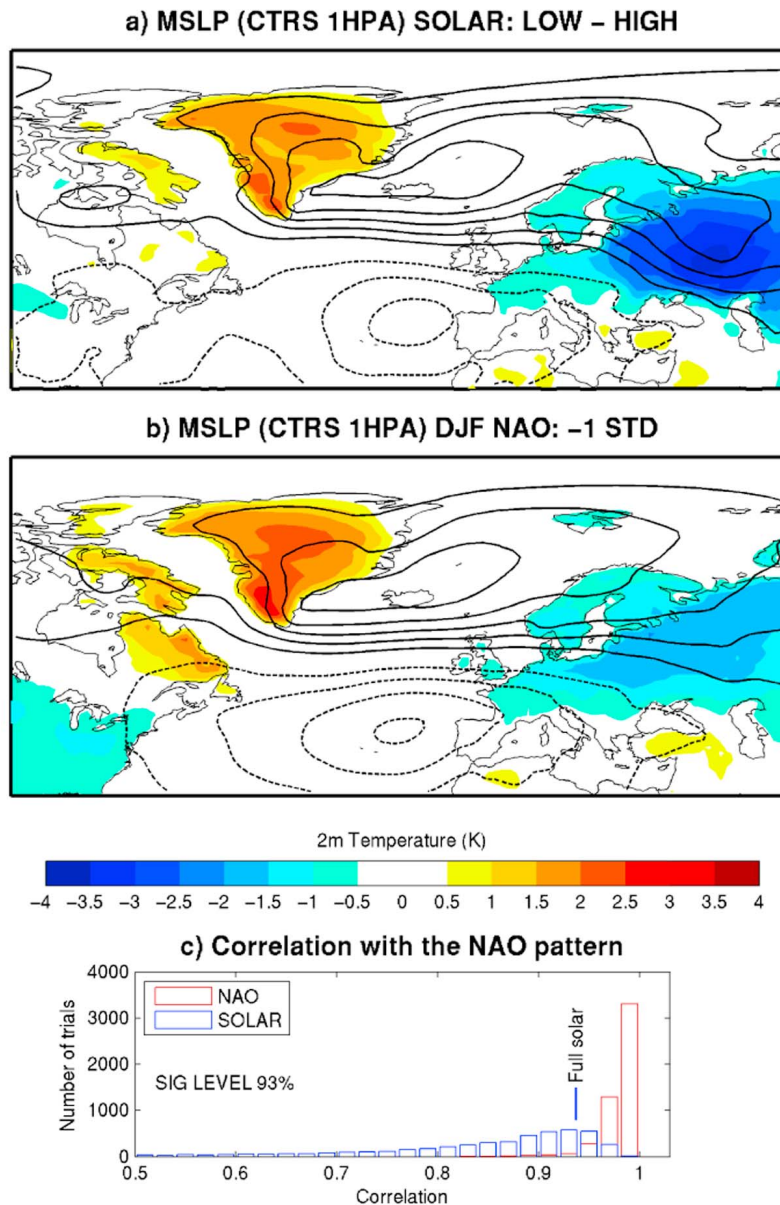 a) MSLP (CTRS 1HPA) SOLAR: LOW – HIGH
b) MSLP (CTRS 1HPA) DJF NAO: –1 STD
2m Temperature (K)
−4 −3.5 −3 −2.5 −2 −1.5 −1 −0.5 0 0.5 1 1.5 2 2.5 3 3.5 4
c) Correlation with the NAO pattern
4000
3000
2000
1000
0
Number of trials
NAO
SOLAR
SIG LEVEL 93%
Full solar
0.5 0.6 0.7 0.8 0.9 1
Correlation